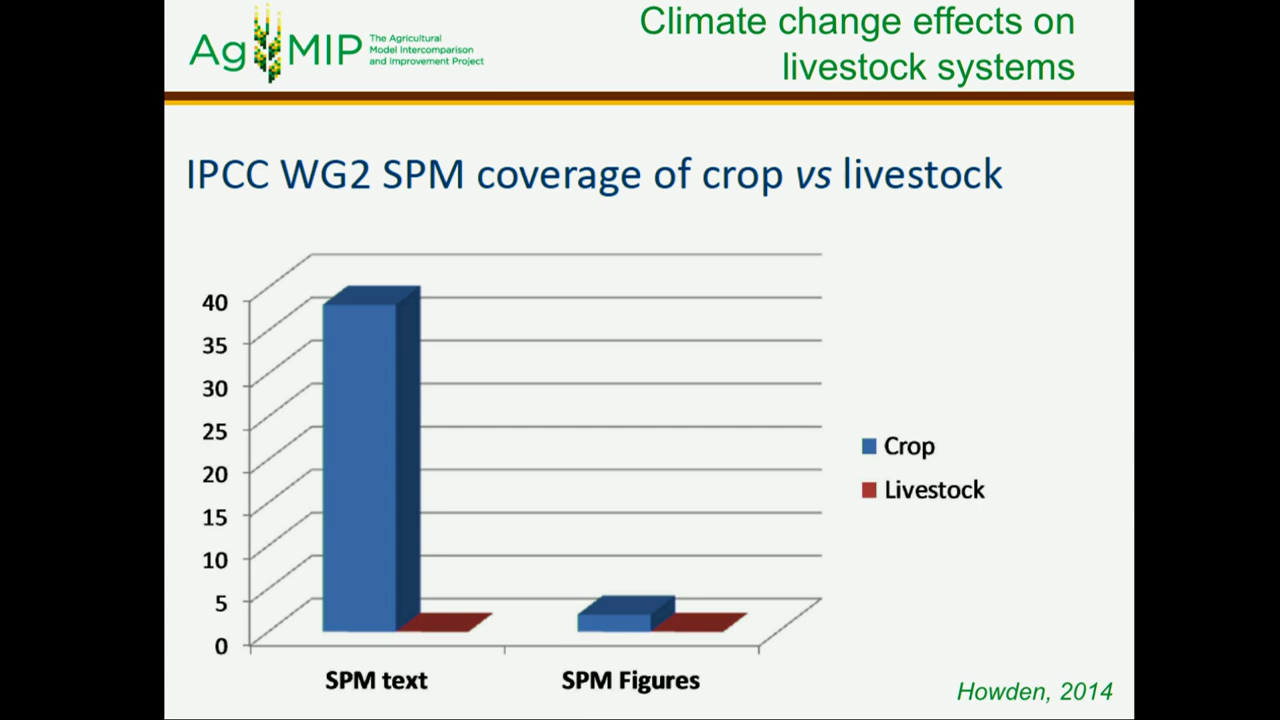 AgMIP
The Agricultural
Model Intercomparison
and Improvement Project
Climate change effects on
livestock systems
IPCC WG2 SPM coverage of crop vs livestock
40
35
30
25
20
15
10
5
0
SPM text
SPM Figures
Crop
Livestock
Howden, 2014